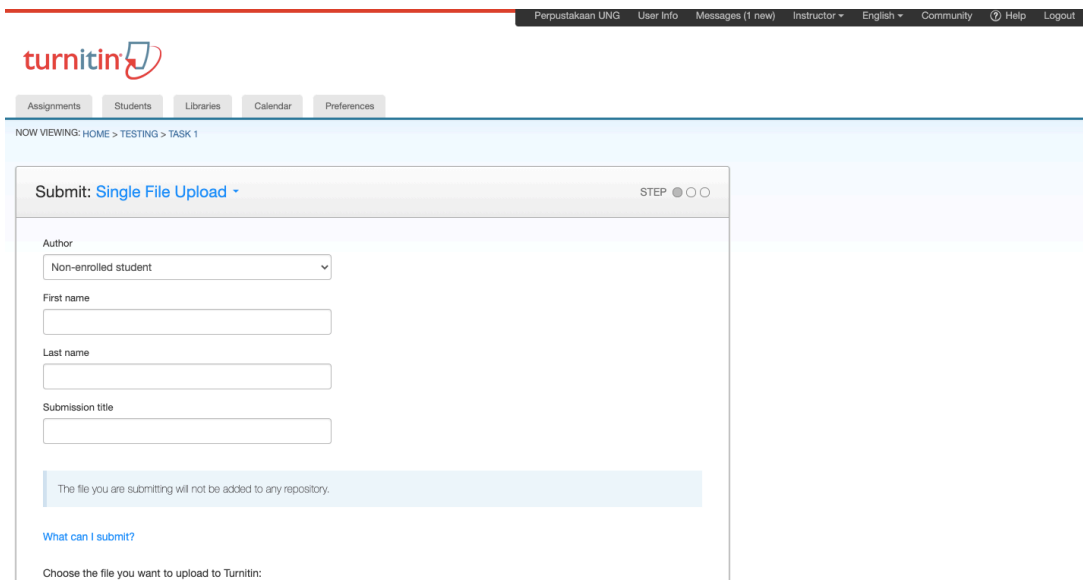 Perpustakaan UNG User Info Messages (1 new) Instructor English Community ? Help Logout
turnitin
Assignments Students Libraries Calendar Preferences
NOW VIEWING: HOME > TESTING > TASK 1
Submit: Single File Upload STEP
Author
Non-enrolled student
First name
Last name
Submission title
The file you are submitting will not be added to any repository.
What can I submit?
Choose the file you want to upload to Turnitin: